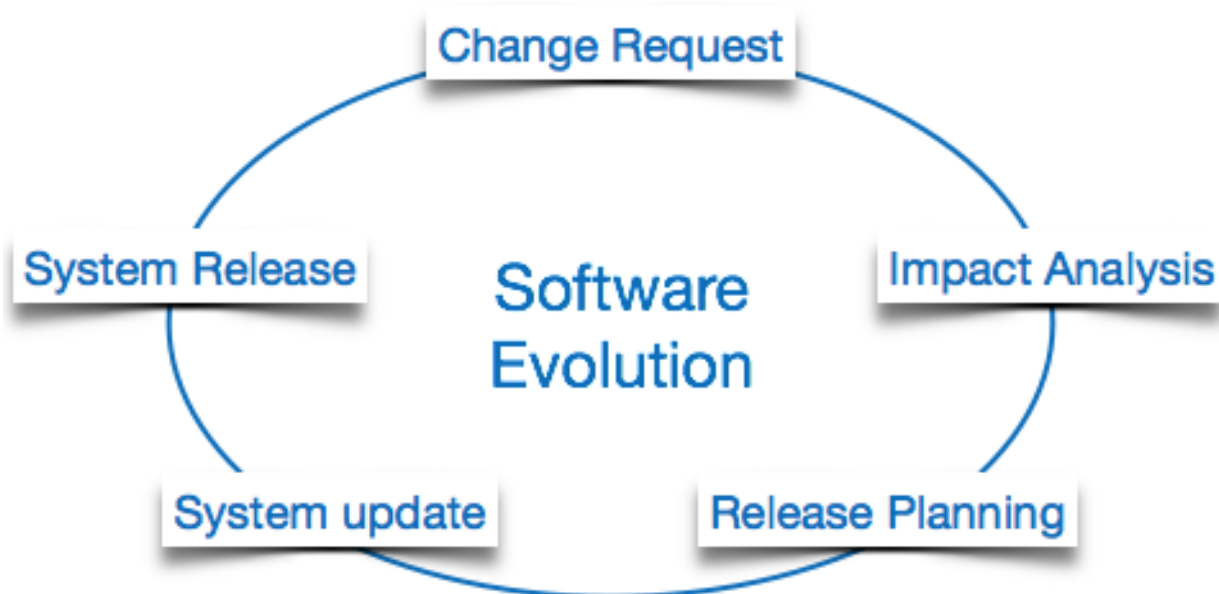 Change Request
System Release
Impact Analysis
Software
Evolution
System update
Release Planning